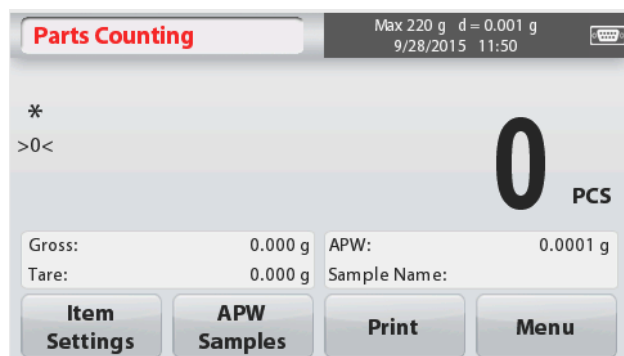 Parts Counting
Max 220 g d = 0.001 g
9/28/2015 11:50
*
>0<
0
PCS
Gross: 0.000 g
Tare: 0.000 g
APW: 0.0001 g
Sample Name:
Item
Settings
APW
Samples
Print
Menu